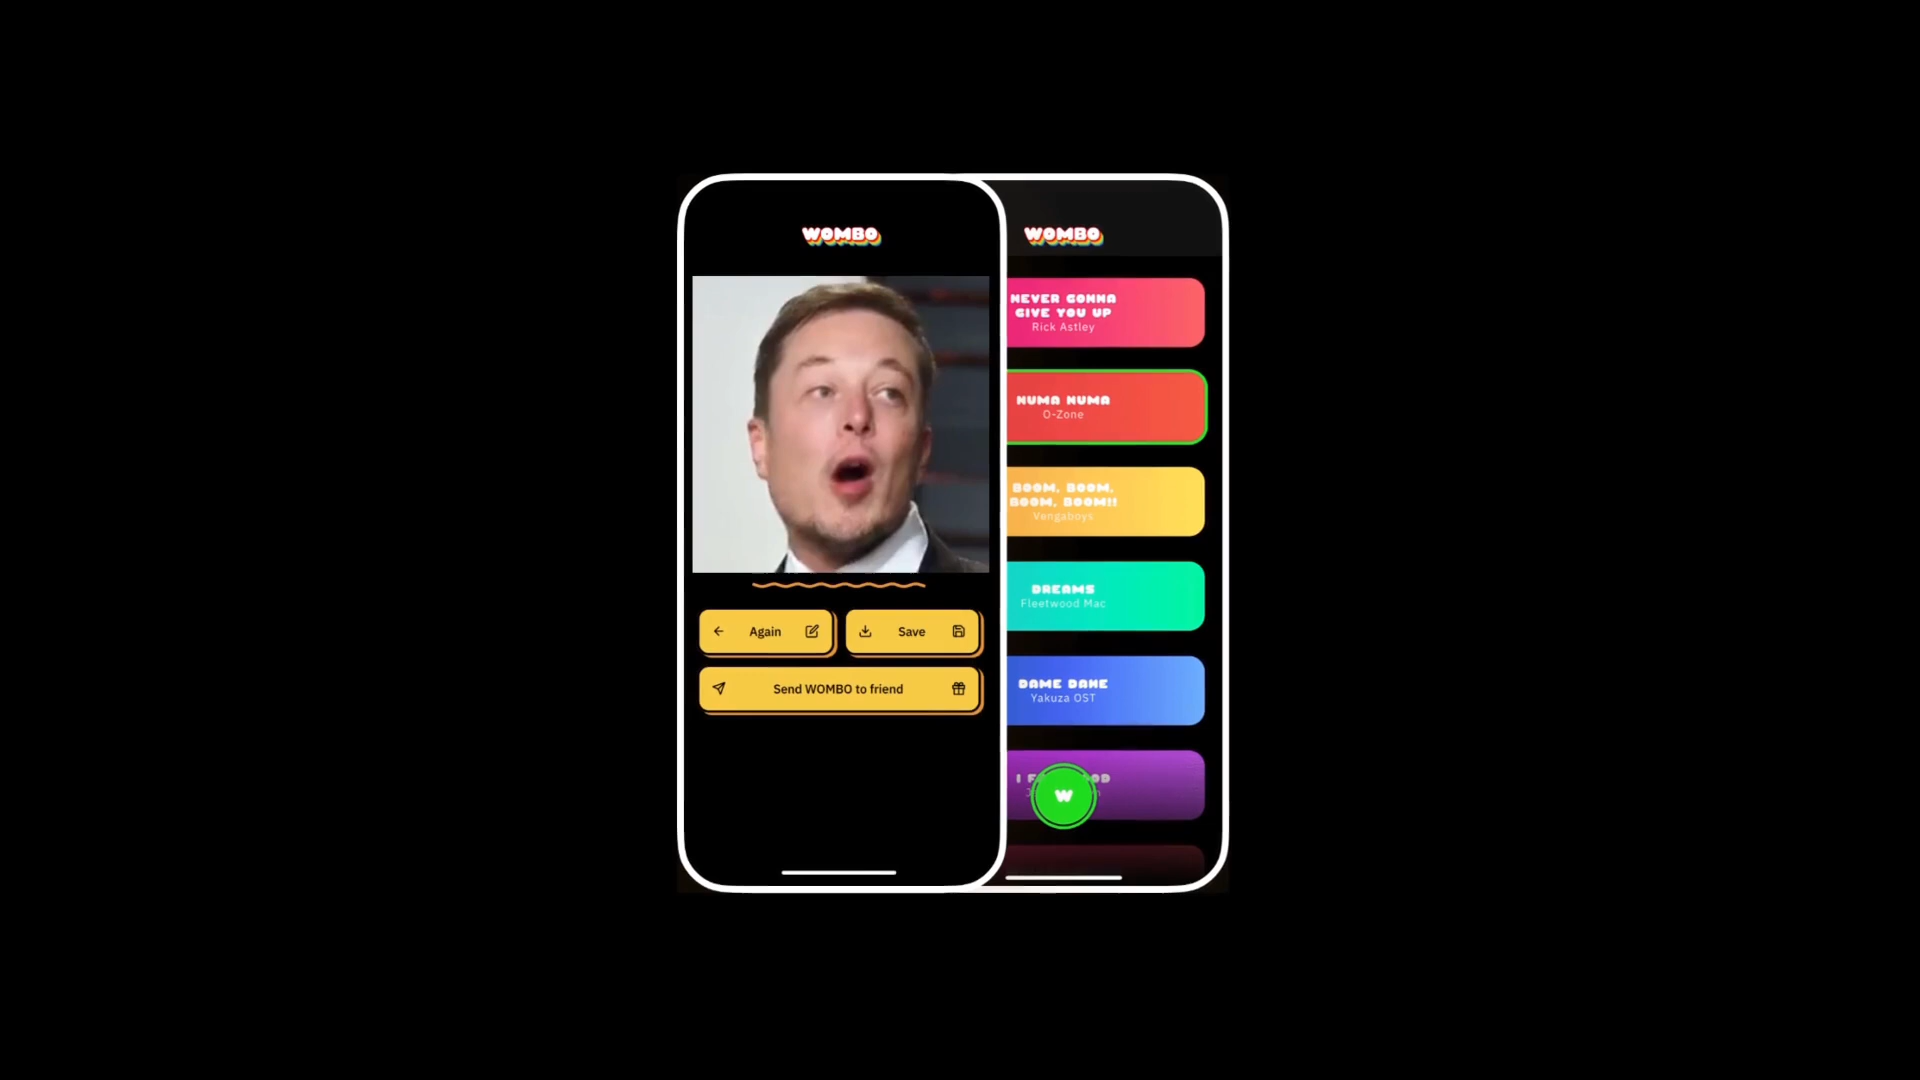 WOMBO
Again
Save
Send WOMBO to friend
WOMBO
NEVER GONNA
GIVE YOU UP
Rick Astley
NUMA NUMA
O-Zone
BOOM, BOOM,
BOOM, BOOM!!
Vengaboys
DREAMS
Fleetwood Mac
DAME DANE
Yakuza OST
I
W